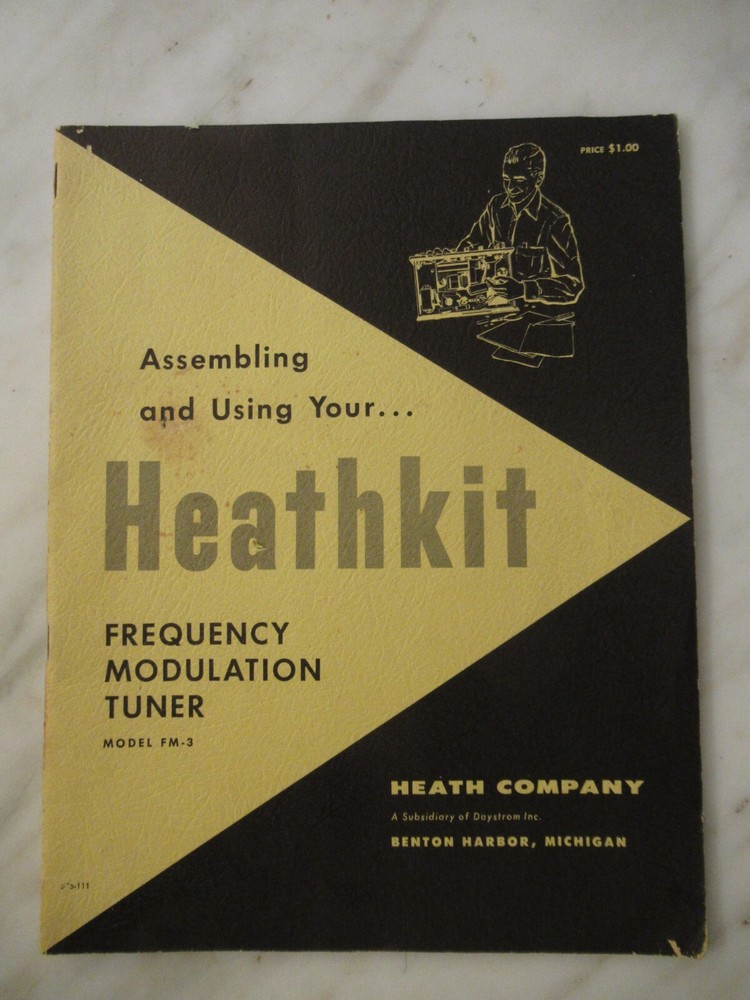 PRICE $1.00
Assembling
and Using Your...
Heathkit
FREQUENCY
MODULATION
TUNER
MODEL FM-3
HEATH COMPANY
A Subsidiary of Daystrom Inc.
BENTON HARBOR, MICHIGAN